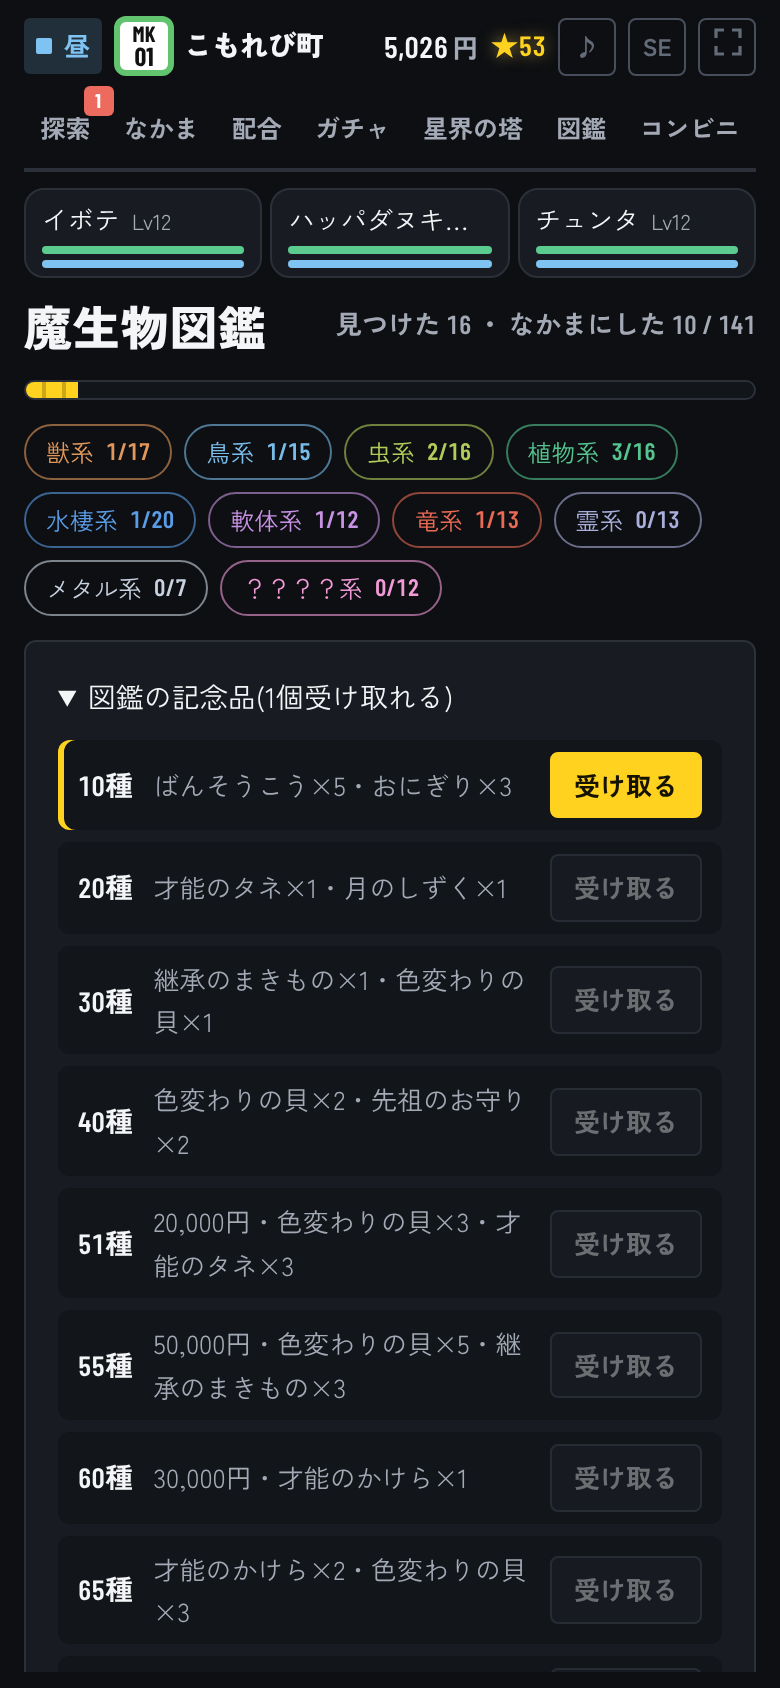 昼 MK 01 こもれび町 5,026 円 ★53 ♪ SE
探索 1 なかま 配合 ガチャ 星界の塔 図鑑 コンビニ
イボテ Lv12 ハッパダヌキ… チュンタ Lv12
魔生物図鑑 見つけた 16 ・ なかまにした 10 / 141
獣系 1/17 鳥系 1/15 虫系 2/16 植物系 3/16
水棲系 1/20 軟体系 1/12 竜系 1/13 霊系 0/13
メタル系 0/7 ？？？？系 0/12
▼ 図鑑の記念品(1個受け取れる)
10種 ばんそうこう×5・おにぎり×3 受け取る
20種 才能のタネ×1・月のしずく×1 受け取る
30種 継承のまきもの×1・色変わりの
貝×1 受け取る
40種 色変わりの貝×2・先祖のお守り
×2 受け取る
51種 20,000円・色変わりの貝×3・才
能のタネ×3 受け取る
55種 50,000円・色変わりの貝×5・継
承のまきもの×3 受け取る
60種 30,000円・才能のかけら×1 受け取る
65種 才能のかけら×2・色変わりの貝
×3 受け取る